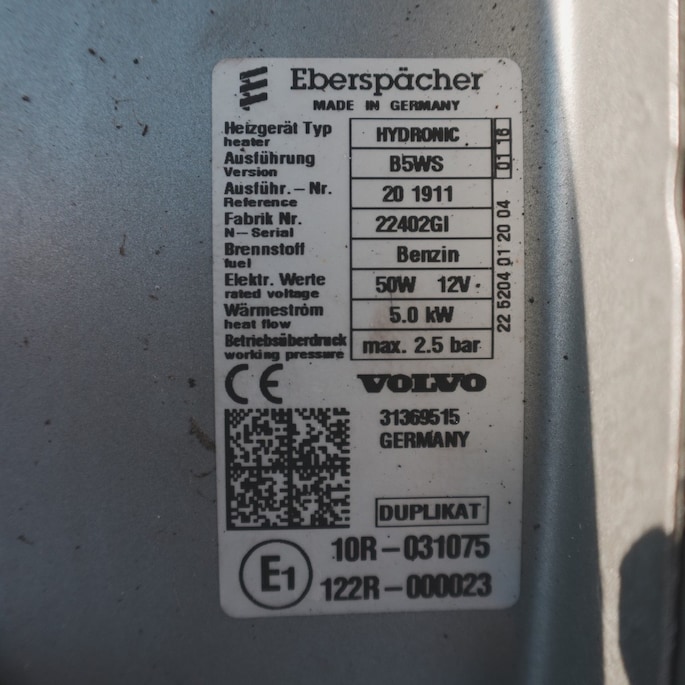 Eberspächer
MADE IN GERMANY
Heizgerät Typ HYDRONIC
heater
Ausführung B5WS
Version
Ausführ.-Nr. 20 1911
Reference
Fabrik Nr. 22402GI
N-Serial
Brennstoff Benzin
fuel
Elektr. Werte 50W 12V
rated voltage
Wärmestrom 5.0 kW
heat flow
Betriebsüberdruck max. 2.5 bar
working pressure
01 16
22 5204 01 20 04
CE VOLVO
31369515
GERMANY
DUPLIKAT
E1
10R-031075
122R-000023